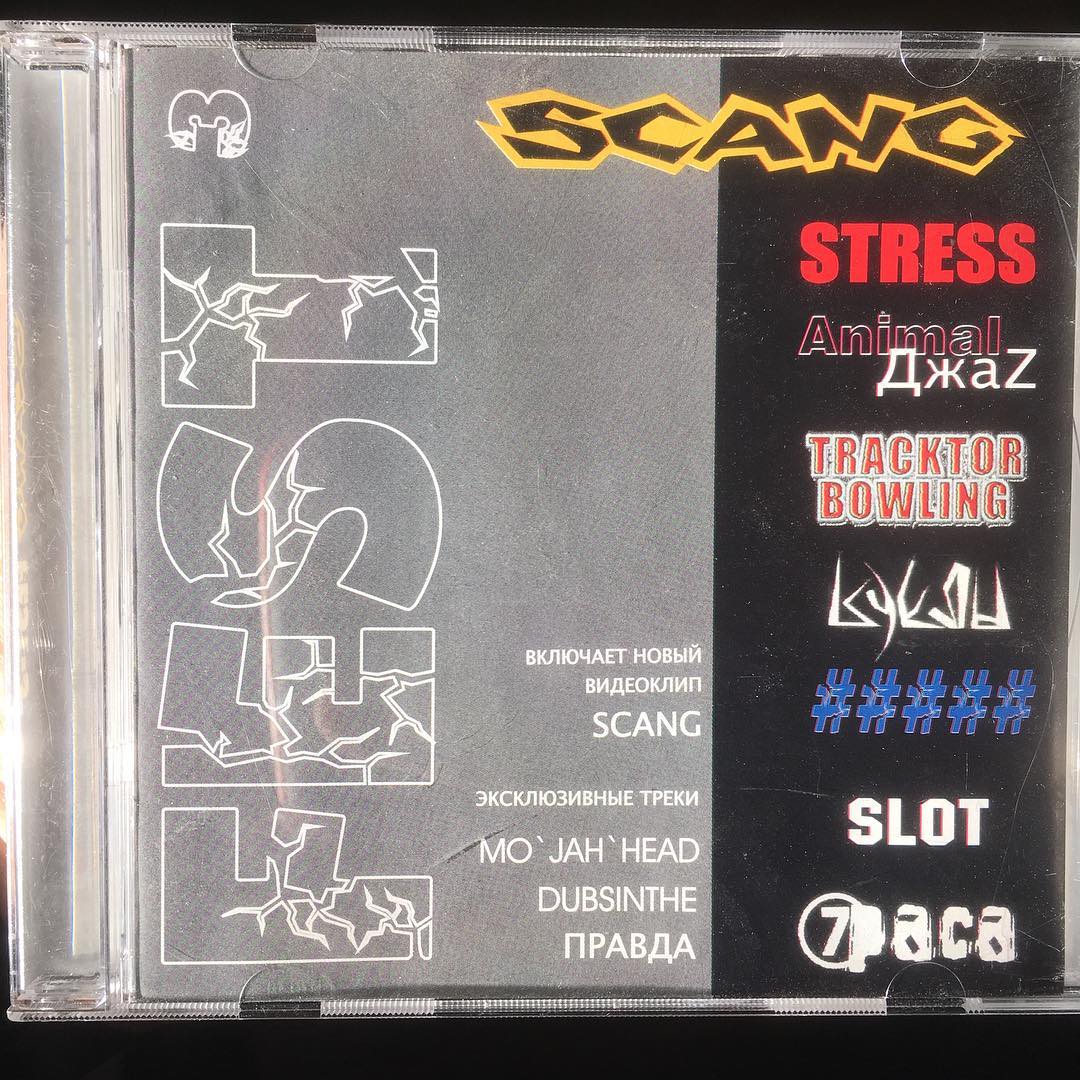 FEST 3
SCANG
STRESS
Animal
ДжаZ
TRACKTOR
BOWLING
куклы
#####
SLOT
7раса
ВКЛЮЧАЕТ НОВЫЙ
ВИДЕОКЛИП
SCANG
ЭКСКЛЮЗИВНЫЕ ТРЕКИ
MO`JAH`HEAD
DUBSINTHE
ПРАВДА